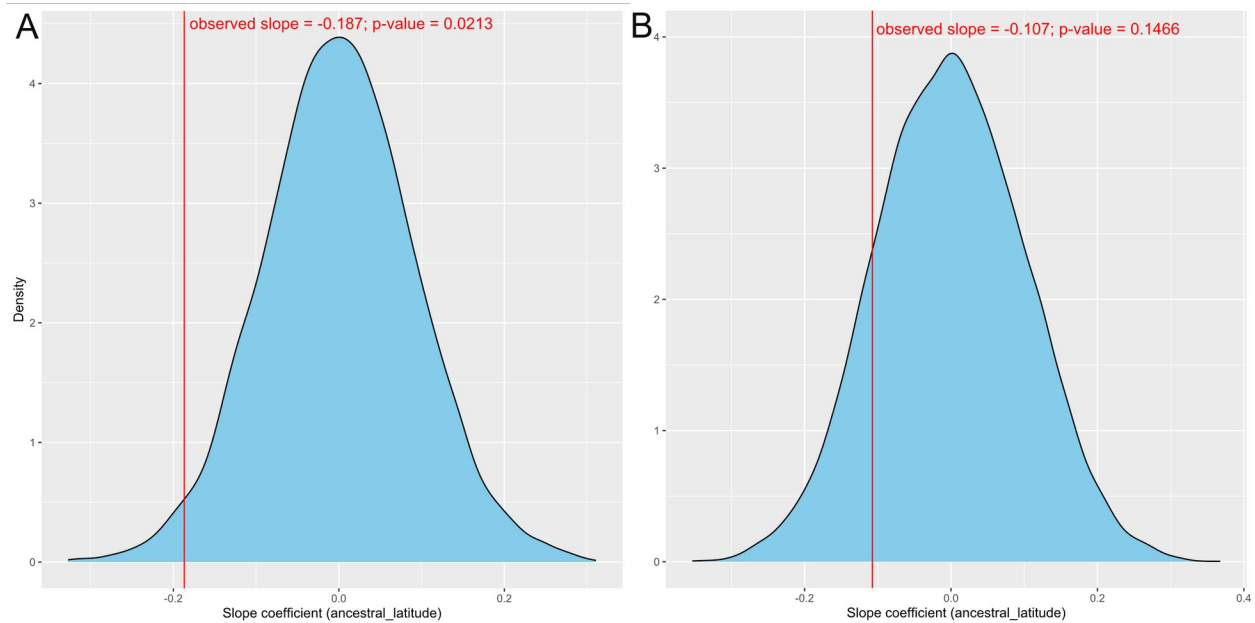 A
observed slope = -0.187; p-value = 0.0213
Density
4
3
2
1
0
-0.2
0.0
0.2
Slope coefficient (ancestral_latitude)
B
observed slope = -0.107; p-value = 0.1466
4
3
2
1
0
-0.2
0.0
0.2
0.4
Slope coefficient (ancestral_latitude)